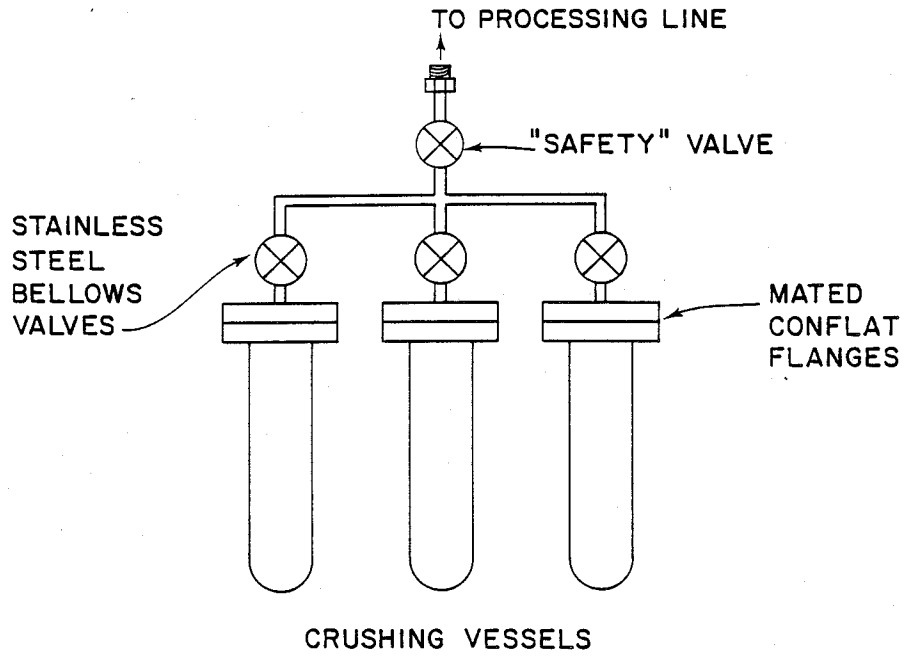 TO PROCESSING LINE
"SAFETY" VALVE
STAINLESS
STEEL
BELLOWS
VALVES
MATED
CONFLAT
FLANGES
CRUSHING VESSELS